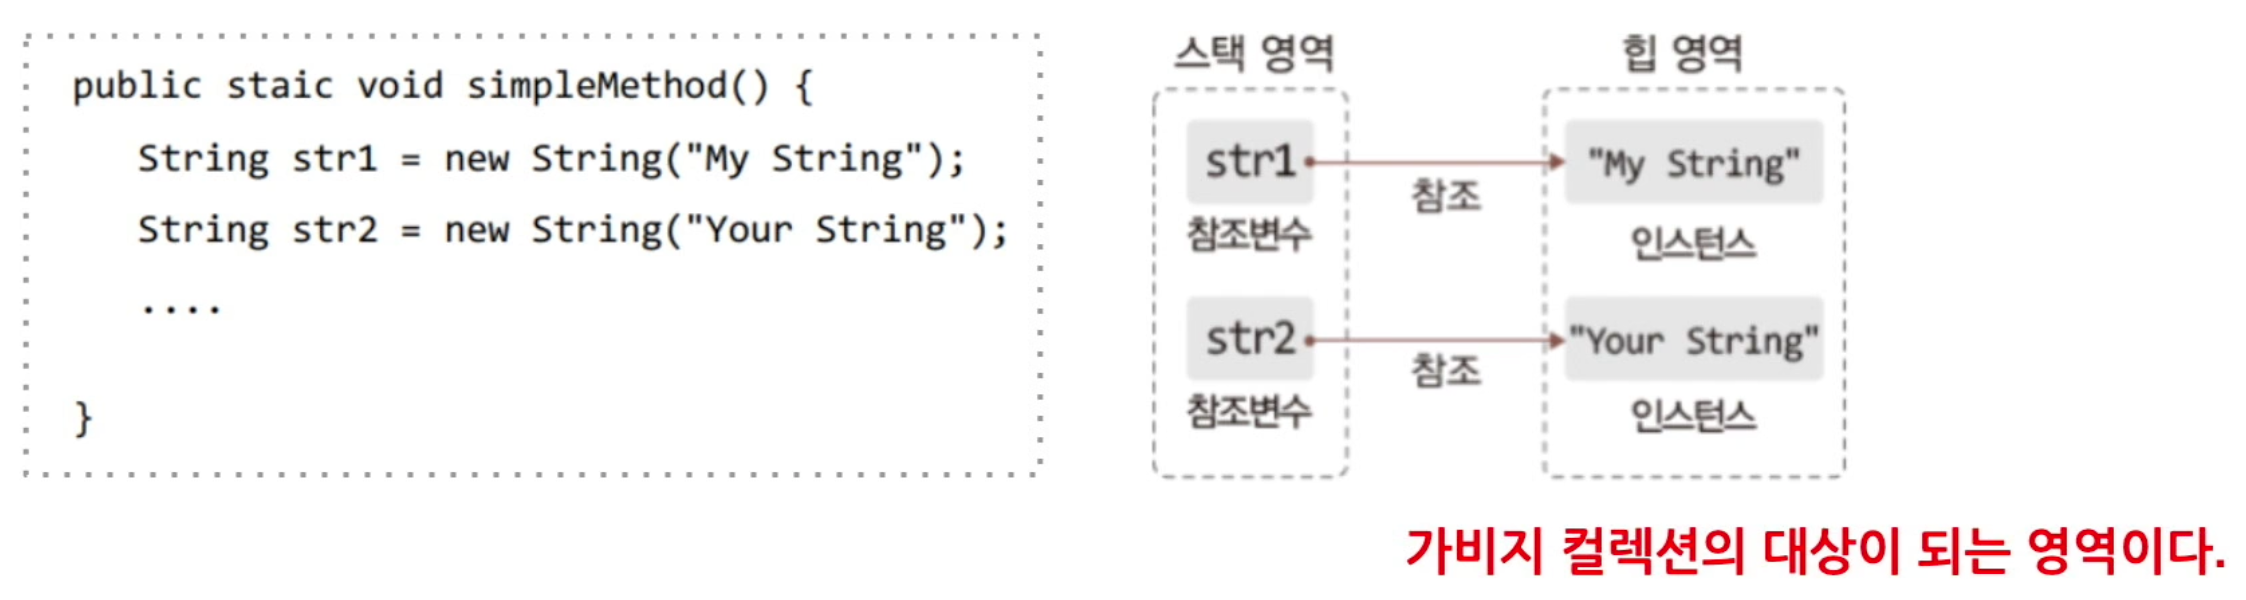 public staic void simpleMethod() {
String str1 = new String("My String");
String str2 = new String("Your String");
....
}
스택 영역
힙 영역
str1
참조
"My String"
참조변수
인스턴스
str2
참조
"Your String"
참조변수
인스턴스
가비지 컬렉션의 대상이 되는 영역이다.